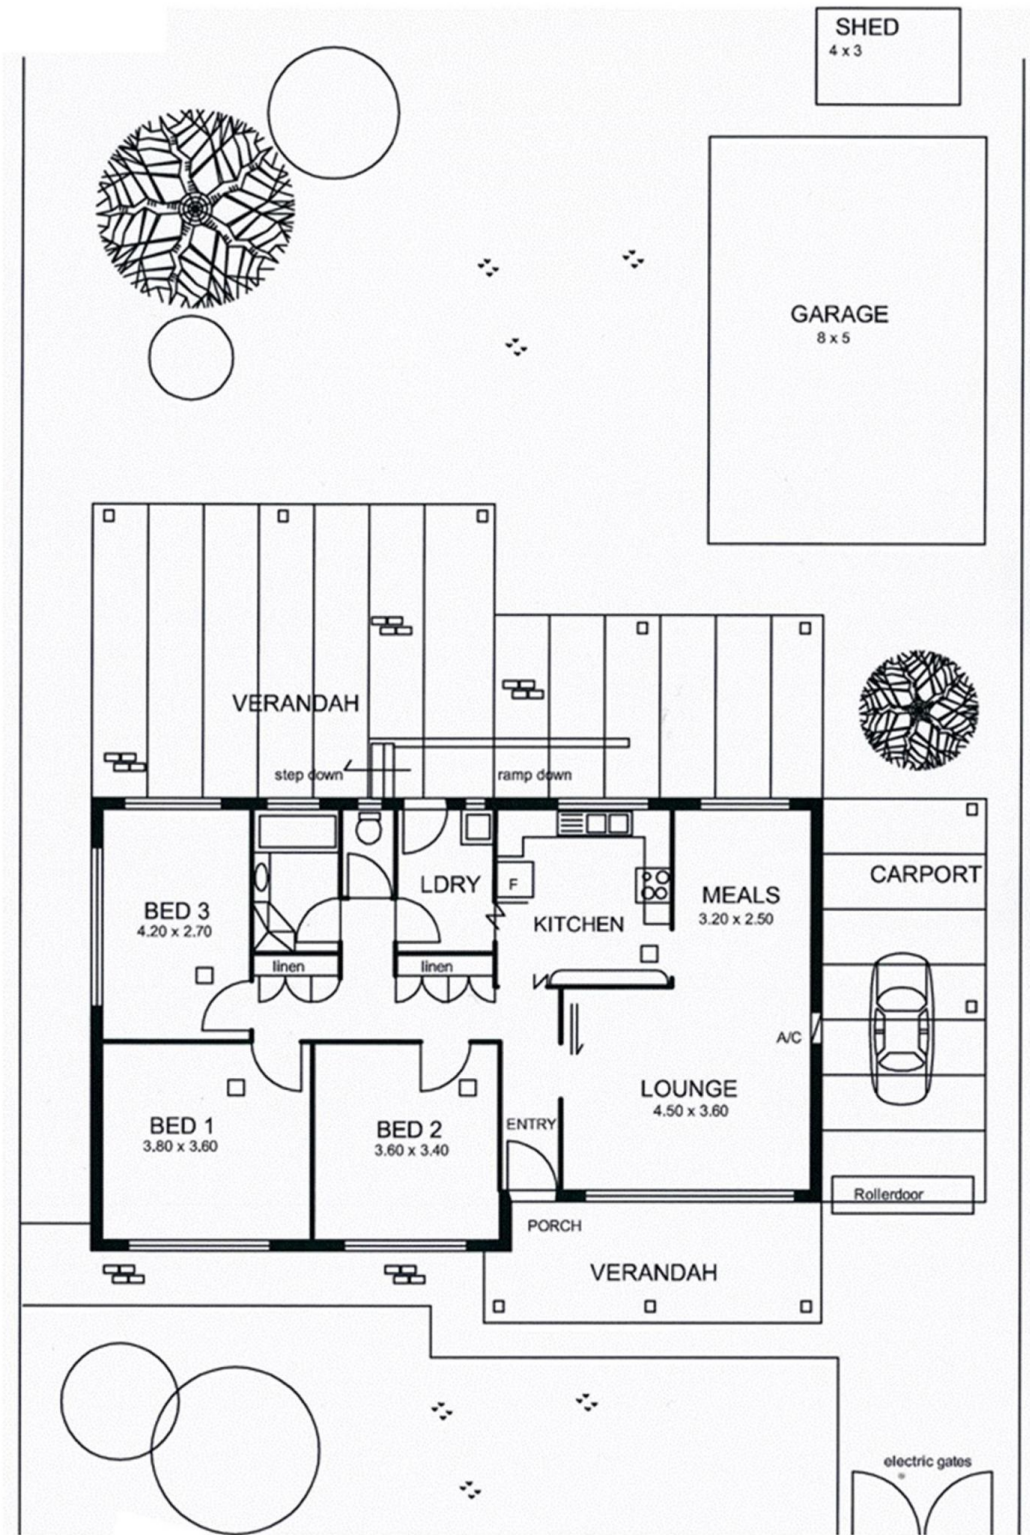 SHED
4 x 3
GARAGE
8 x 5
VERANDAH
step down
ramp down
CARPORT
LDRY
F
MEALS
3.20 x 2.50
BED 3
4.20 x 2.70
KITCHEN
linen
linen
A/C
LOUNGE
4.50 x 3.60
BED 1
3.80 x 3.60
BED 2
3.60 x 3.40
ENTRY
Rollerdoor
PORCH
VERANDAH
electric gates